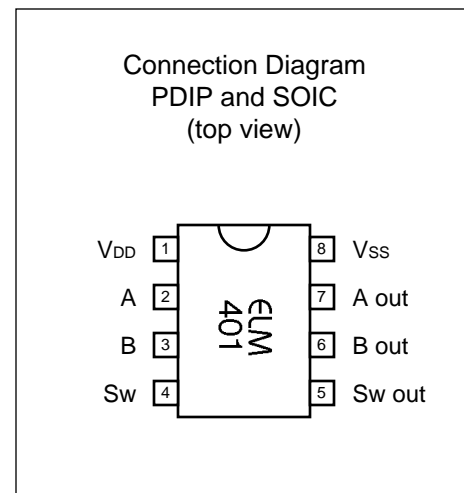 Connection Diagram
PDIP and SOIC
(top view)
VDD 1 8 VSS
A 2 7 A out
B 3 6 B out
Sw 4 5 Sw out
ELM
401